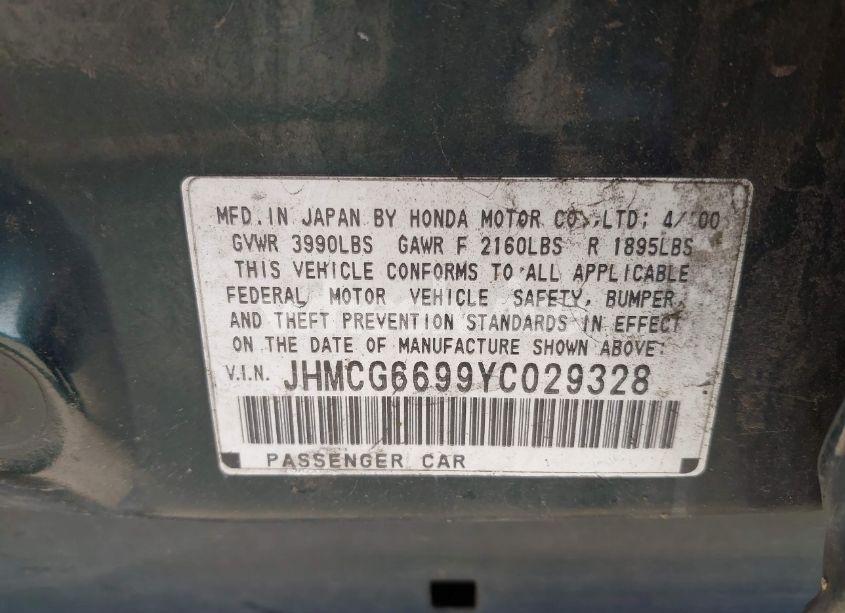 MFD. IN JAPAN BY HONDA MOTOR CO.,LTD; 4/'00
GVWR 3990LBS GAWR F 2160LBS R 1895LBS
THIS VEHICLE CONFORMS TO ALL APPLICABLE
FEDERAL MOTOR VEHICLE SAFETY, BUMPER,
AND THEFT PREVENTION STANDARDS IN EFFECT
ON THE DATE OF MANUFACTURE SHOWN ABOVE:
V.I.N. JHMCG6699YC029328
PASSENGER CAR